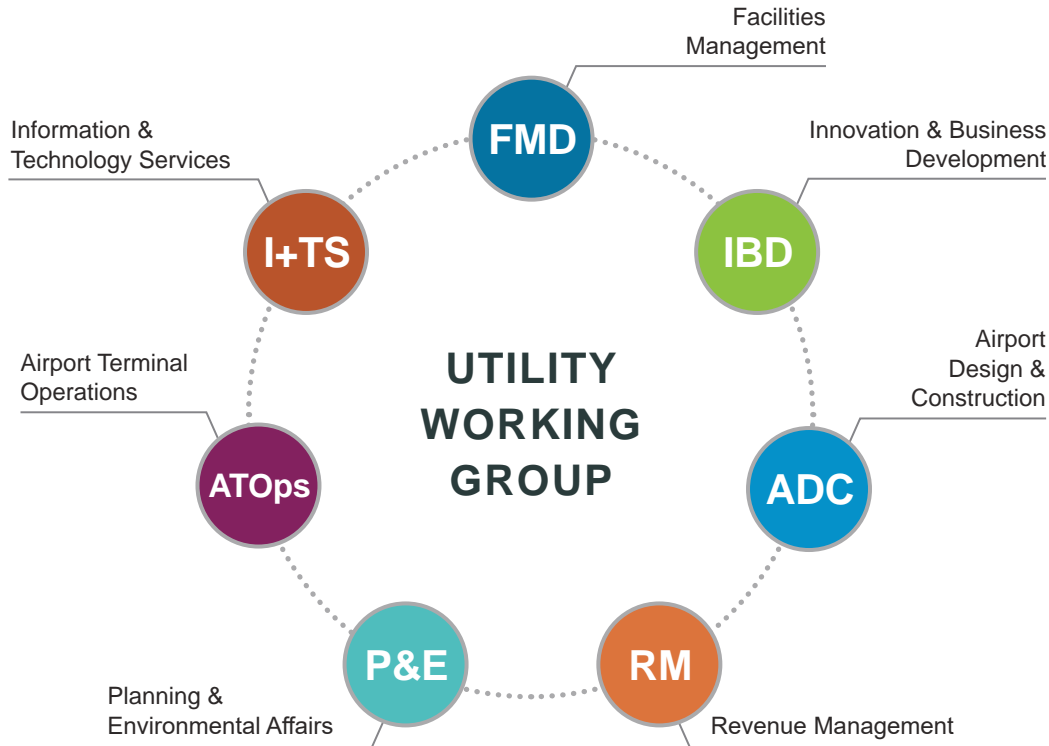 Facilities
Management
FMD
Information &
Technology Services
I+TS
Innovation & Business
Development
IBD
UTILITY
WORKING
GROUP
Airport Terminal
Operations
ATOps
Airport
Design &
Construction
ADC
P&E
Planning &
Environmental Affairs
RM
Revenue Management